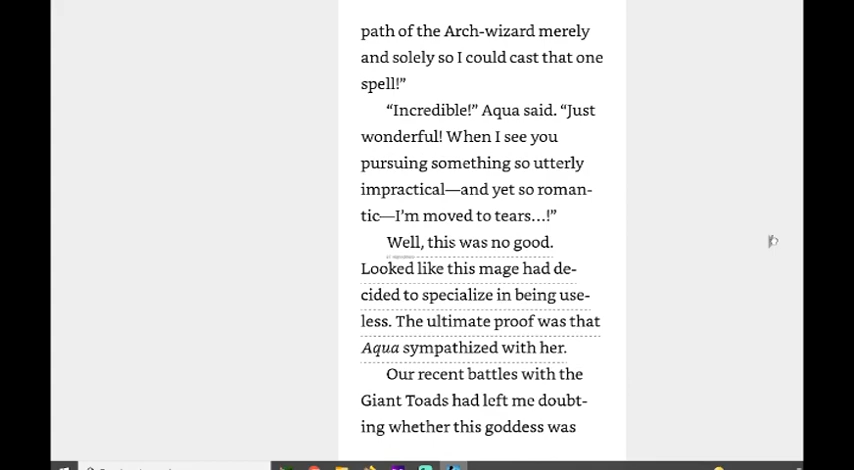 path of the Arch-wizard merely
and solely so I could cast that one
spell!”
“Incredible!” Aqua said. “Just
wonderful! When I see you
pursuing something so utterly
impractical—and yet so roman-
tic—I’m moved to tears…!”
Well, this was no good.
Looked like this mage had de-
cided to specialize in being use-
less. The ultimate proof was that
Aqua sympathized with her.
Our recent battles with the
Giant Toads had left me doubt-
ing whether this goddess was